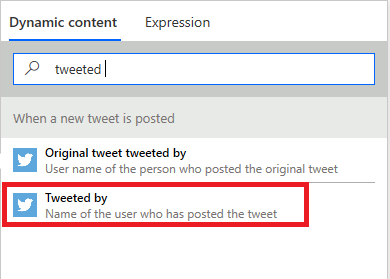 Dynamic content Expression
tweeted
When a new tweet is posted
Original tweet tweeted by
User name of the person who posted the original tweet
Tweeted by
Name of the user who has posted the tweet